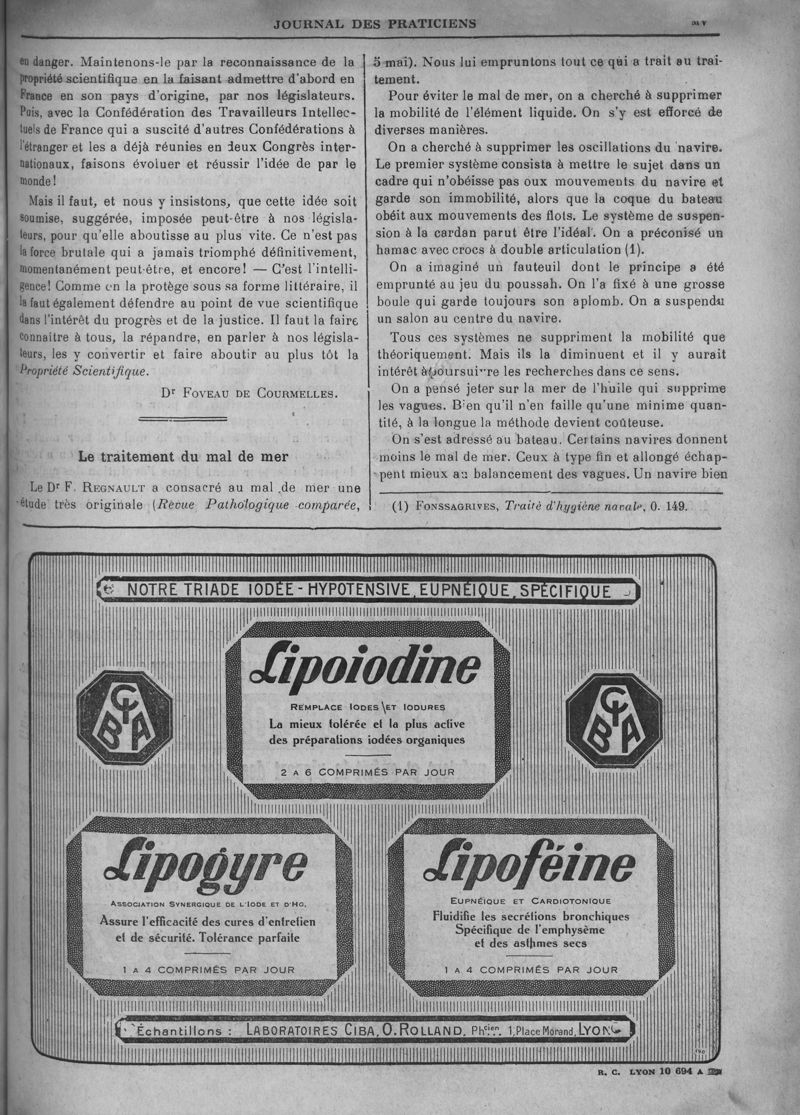 JOURNAL DES PRATICIENS
en danger. Maintenons-le par la reconnaissance de la
propriété scientifique en la faisant admettre d'abord en
France en son pays d'origine, par nos législateurs.
Puis, avec la Confédération des Travailleurs Intellec-
tuels de France qui a suscité d'autres Confédérations à
l'étranger et les a déjà réunies en deux Congrès inter-
nationaux, faisons évoluer et réussir l'idée de par le
monde!
Mais il faut, et nous y insistons, que cette idée soit
soumise, suggérée, imposée peut-être à nos législa-
teurs, pour qu'elle aboutisse au plus vite. Ce n'est pas
la force brutale qui a jamais triomphé définitivement,
momentanément peut-être, et encore! — C'est l'intelli-
gence! Comme on la protège sous sa forme littéraire, il
la faut également défendre au point de vue scientifique
dans l'intérêt du progrès et de la justice. Il faut la faire
connaitre à tous, la répandre, en parler à nos législa-
teurs, les y convertir et faire aboutir au plus tôt la
Propriété Scientifique.
Dr FOVEAU DE COURMELLES.
Le traitement du mal de mer
Le Dr F. REGNAULT a consacré au mal de mer une
étude très originale (Revue Pathologique comparée,
5 mai). Nous lui empruntons tout ce qui a trait au trai-
tement.
Pour éviter le mal de mer, on a cherché à supprimer
la mobilité de l'élément liquide. On s'y est efforcé de
diverses manières.
On a cherché à supprimer les oscillations du navire.
Le premier système consista à mettre le sujet dans un
cadre qui n'obéisse pas oux mouvements du navire et
garde son immobilité, alors que la coque du bateau
obéit aux mouvements des flots. Le système de suspen-
sion à la cardan parut être l'idéal. On a préconisé un
hamac avec crocs à double articulation (1).
On a imaginé un fauteuil dont le principe a été
emprunté au jeu du poussah. On l'a fixé à une grosse
boule qui garde toujours son aplomb. On a suspendu
un salon au centre du navire.
Tous ces systèmes ne suppriment la mobilité que
théoriquement. Mais ils la diminuent et il y aurait
intérêt à poursuivre les recherches dans ce sens.
On a pensé jeter sur la mer de l'huile qui supprime
les vagues. Bien qu'il n'en faille qu'une minime quan-
tité, à la longue la méthode devient coûteuse.
On s'est adressé au bateau. Certains navires donnent
moins le mal de mer. Ceux à type fin et allongé échap-
pent mieux au balancement des vagues. Un navire bien
(1) FONSSAGRIVES, Traité d'hygiène navale, 0. 149.
NOTRE TRIADE IODÉE - HYPOTENSIVE, EUPNÉIQUE, SPÉCIFIQUE
Lipoiodine
REMPLACE IODES ET IODURES
La mieux tolérée et la plus active
des préparations iodées organiques
2 A 6 COMPRIMÉS PAR JOUR
CIBA
CIBA
Lipogyre
ASSOCIATION SYNERGIQUE DE L'IODE ET D'HG.
Assure l'efficacité des cures d'entretien
et de sécurité. Tolérance parfaite
1 A 4 COMPRIMÉS PAR JOUR
Lipoféine
EUPNÉIQUE ET CARDIOTONIQUE
Fluidifie les secrétions bronchiques
Spécifique de l'emphysème
et des asthmes secs
1 A 4 COMPRIMÉS PAR JOUR
Échantillons : LABORATOIRES CIBA, O. ROLLAND, Phcien, 1, Place Morand, LYON
R. C. LYON 10 694 A